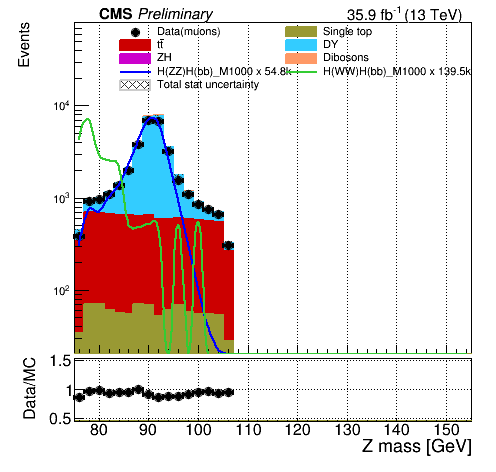 CMS Preliminary 35.9 fb⁻¹ (13 TeV)
Events
Data(muons) Single top
tt̄ DY
ZH Dibosons
H(ZZ)H(bb)_M1000 x 54.8k H(WW)H(bb)_M1000 x 139.5k
Total stat uncertainty
10⁴
10³
10²
Data/MC
1.5
1
0.5
80 90 100 110 120 130 140 150
Z mass [GeV]